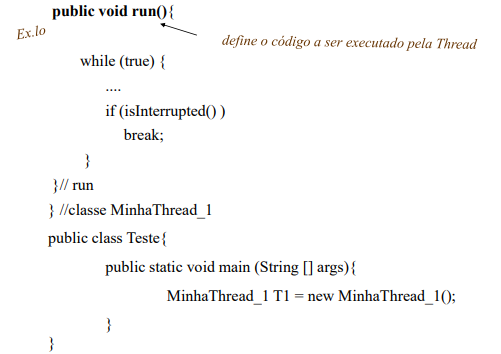 public void run(){
Ex.lo
define o código a ser executado pela Thread
while (true) {
....
if (isInterrupted() )
break;
}
}// run
} //classe MinhaThread_1
public class Teste{
public static void main (String [] args){
MinhaThread_1 T1 = new MinhaThread_1();
}
}